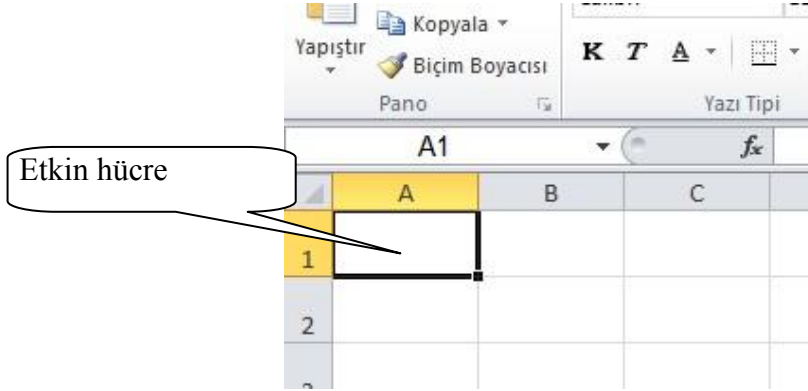 Kopyala
Yapıştır
Biçim Boyacısı
K T A
Pano
Yazı Tipi
A1
fx
Etkin hücre
A B C
1
2